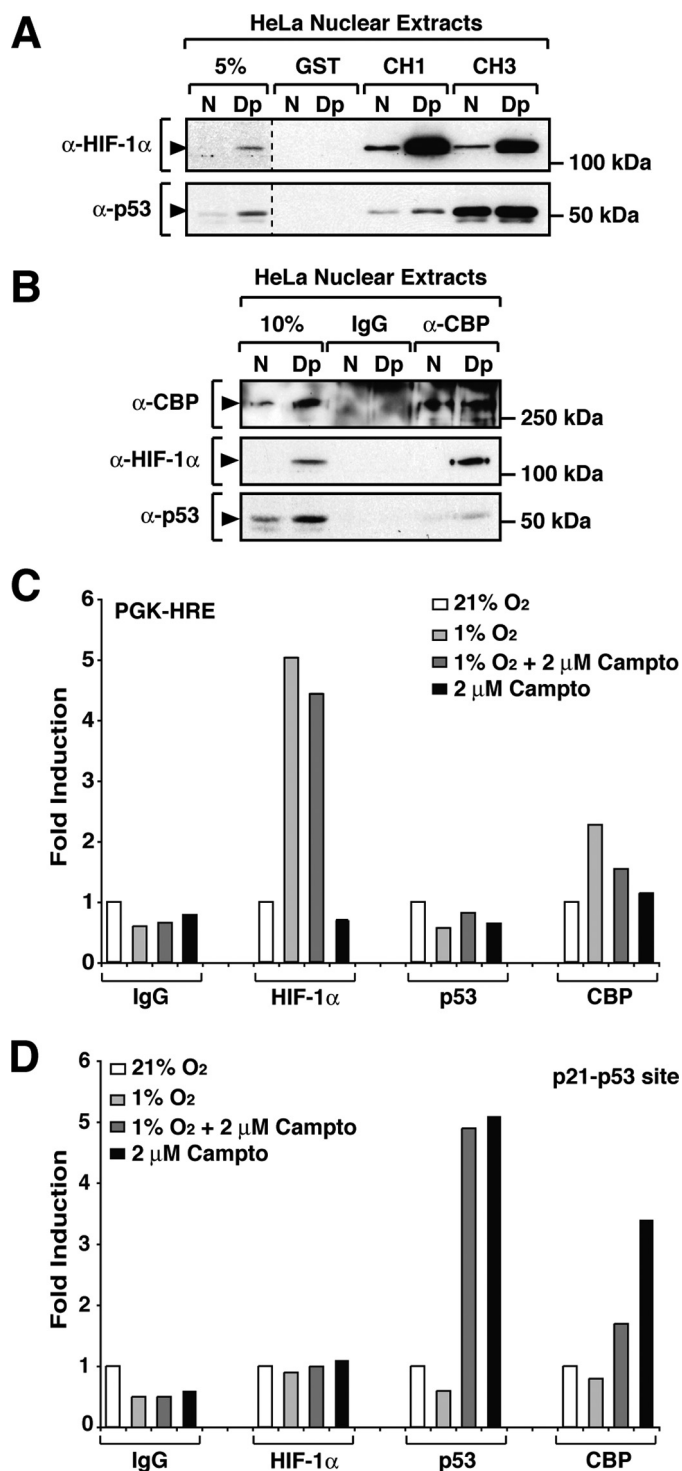 A
HeLa Nuclear Extracts
5% GST CH1 CH3
N Dp N Dp N Dp N Dp
α-HIF-1α
100 kDa
α-p53
50 kDa
B
HeLa Nuclear Extracts
10% IgG α-CBP
N Dp N Dp N Dp
α-CBP
250 kDa
α-HIF-1α
100 kDa
α-p53
50 kDa
C
PGK-HRE
21% O2
1% O2
1% O2 + 2 μM Campto
2 μM Campto
Fold Induction
6
5
4
3
2
1
0
IgG HIF-1α p53 CBP
D
p21-p53 site
21% O2
1% O2
1% O2 + 2 μM Campto
2 μM Campto
Fold Induction
6
5
4
3
2
1
0
IgG HIF-1α p53 CBP